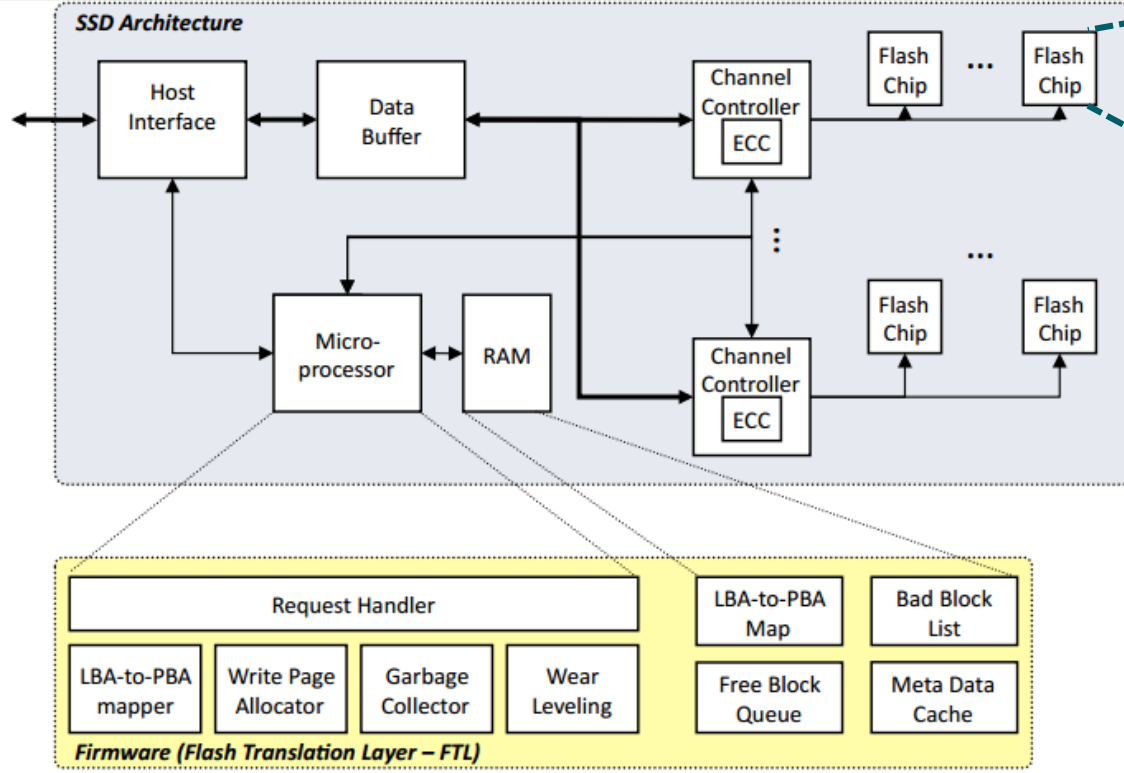 SSD Architecture
Host
Interface
Data
Buffer
Channel
Controller
ECC
Flash
Chip
...
Flash
Chip
...
...
Micro-
processor
RAM
Channel
Controller
ECC
Flash
Chip
Flash
Chip
Request Handler
LBA-to-PBA
mapper
Write Page
Allocator
Garbage
Collector
Wear
Leveling
LBA-to-PBA
Map
Bad Block
List
Free Block
Queue
Meta Data
Cache
Firmware (Flash Translation Layer – FTL)